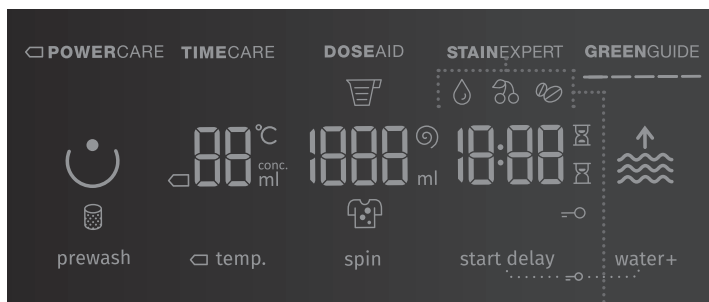 POWERCARE TIMECARE DOSEAID STAINEXPERT GREENGUIDE
88 °C 1888 18:88
conc.
ml ml
prewash temp. spin start delay water+